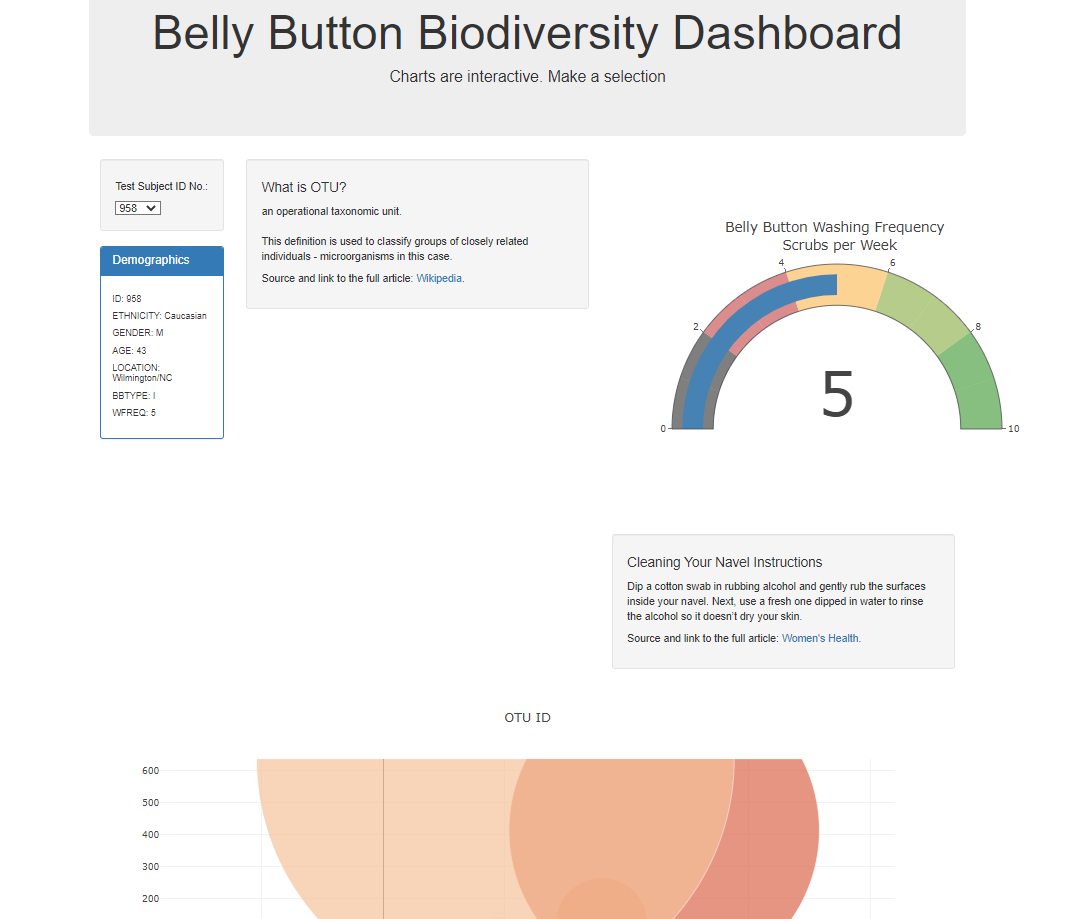 Belly Button Biodiversity Dashboard
Charts are interactive. Make a selection
Test Subject ID No.:
958
Demographics
ID: 958
ETHNICITY: Caucasian
GENDER: M
AGE: 43
LOCATION:
Wilmington/NC
BBTYPE: I
WFREQ: 5
What is OTU?
an operational taxonomic unit.
This definition is used to classify groups of closely related
individuals - microorganisms in this case.
Source and link to the full article: Wikipedia.
Belly Button Washing Frequency
Scrubs per Week
0
2
4
6
8
10
5
Cleaning Your Navel Instructions
Dip a cotton swab in rubbing alcohol and gently rub the surfaces
inside your navel. Next, use a fresh one dipped in water to rinse
the alcohol so it doesn't dry your skin.
Source and link to the full article: Women's Health.
OTU ID
600
500
400
300
200